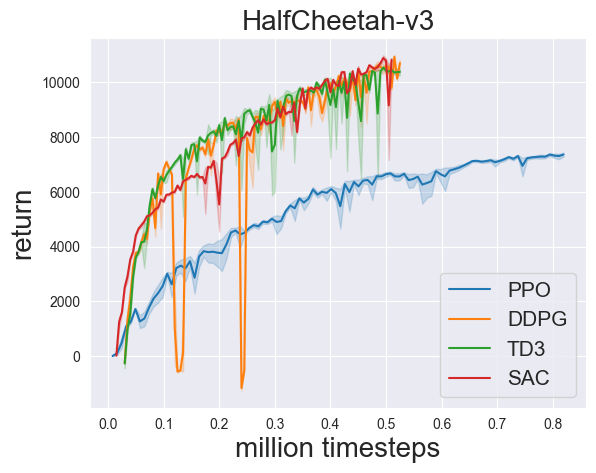 HalfCheetah-v3
return
10000
8000
6000
4000
2000
0
0.0 0.1 0.2 0.3 0.4 0.5 0.6 0.7 0.8
million timesteps
PPO
DDPG
TD3
SAC